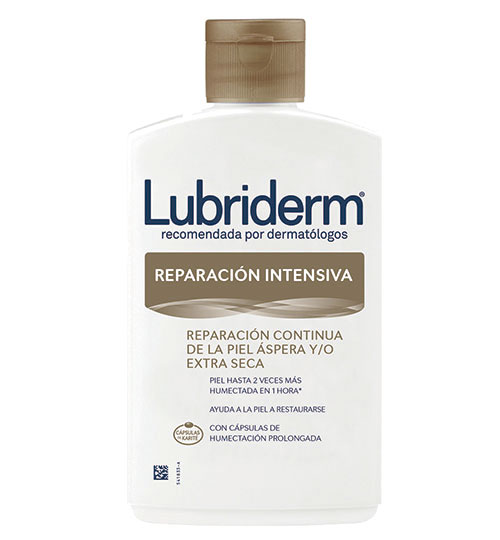 Lubriderm®
recomendada por dermatólogos
REPARACIÓN INTENSIVA
REPARACIÓN CONTINUA
DE LA PIEL ÁSPERA Y/O
EXTRA SECA
PIEL HASTA 2 VECES MÁS
HUMECTADA EN 1 HORA*
AYUDA A LA PIEL A RESTAURARSE
CÁPSULAS
DE KARITÉ
CON CÁPSULAS DE
HUMECTACIÓN PROLONGADA
541633-A